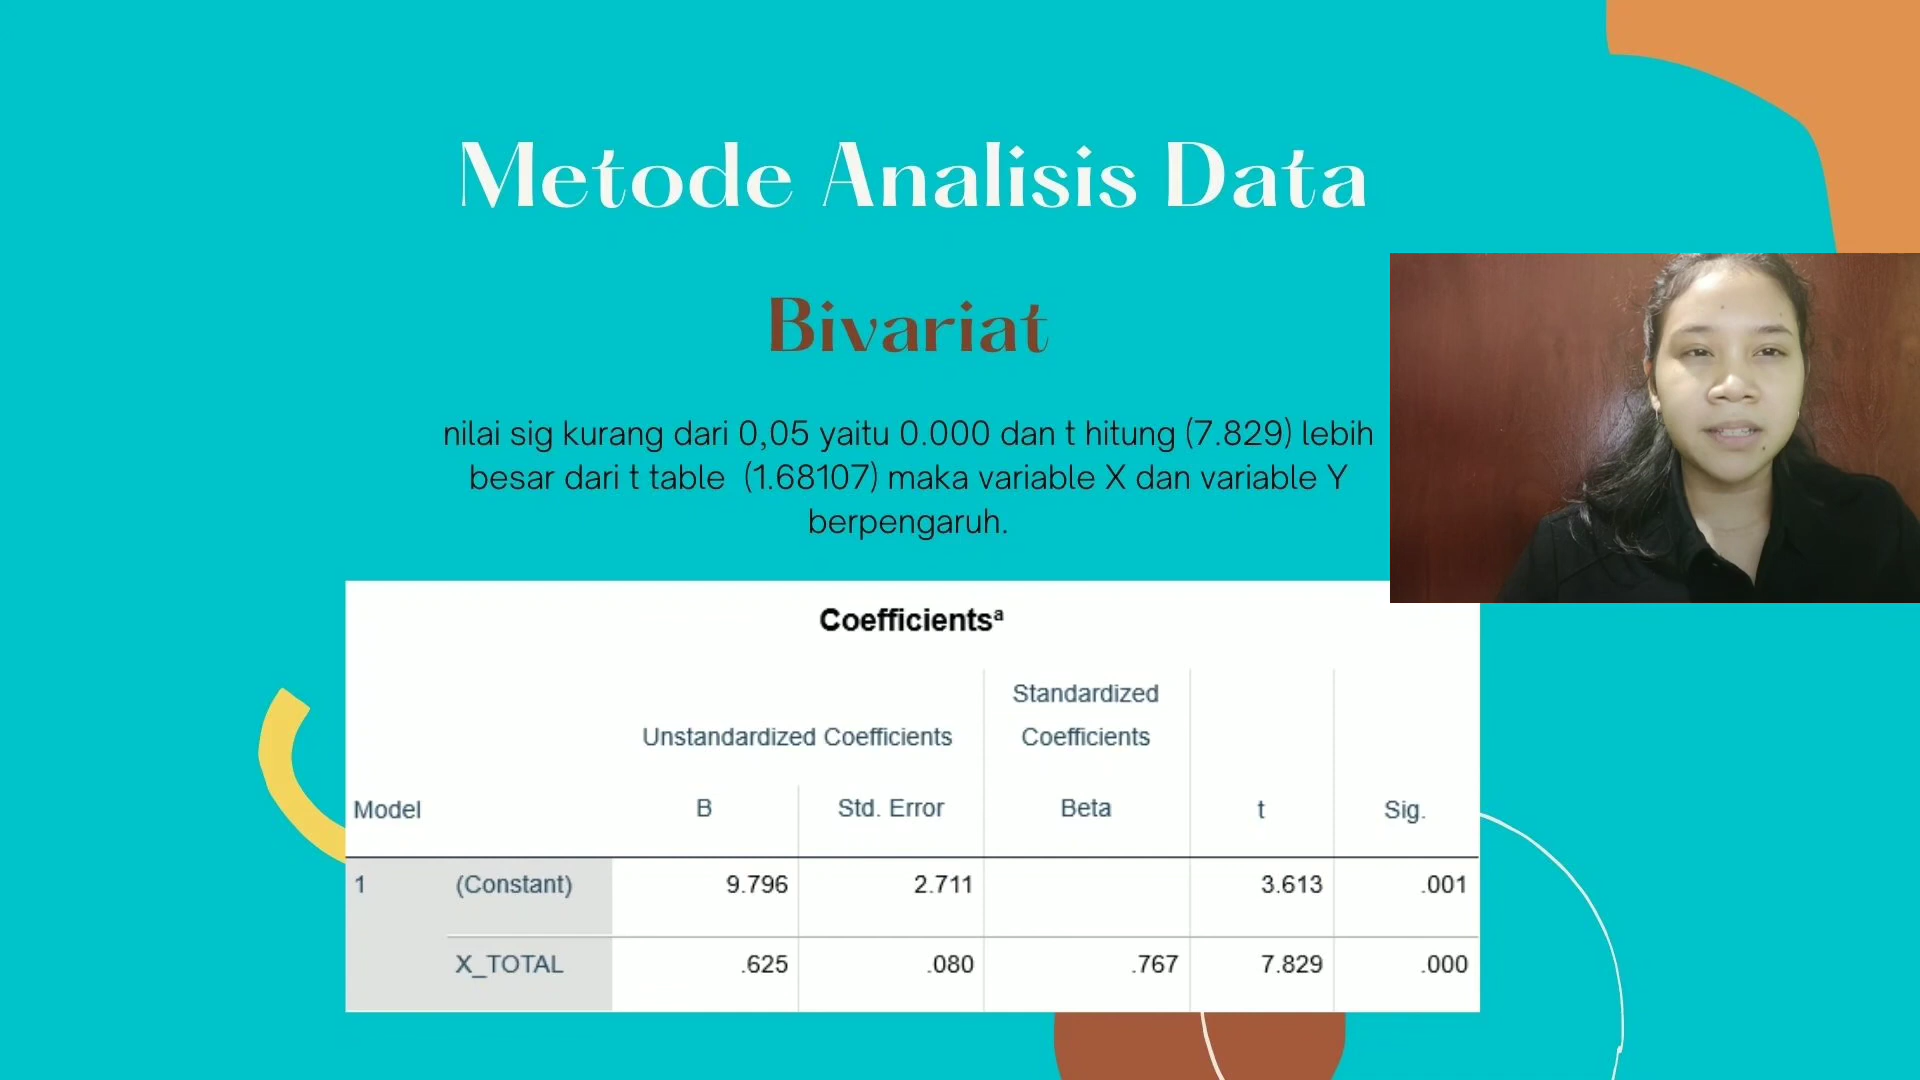 Metode Analisis Data
Bivariat
nilai sig kurang dari 0,05 yaitu 0.000 dan t hitung (7.829) lebih
besar dari t table (1.68107) maka variable X dan variable Y
berpengaruh.
Coefficientsᵃ
Standardized
Unstandardized Coefficients Coefficients
Model B Std. Error Beta t Sig.
1 (Constant) 9.796 2.711 3.613 .001
X_TOTAL .625 .080 .767 7.829 .000